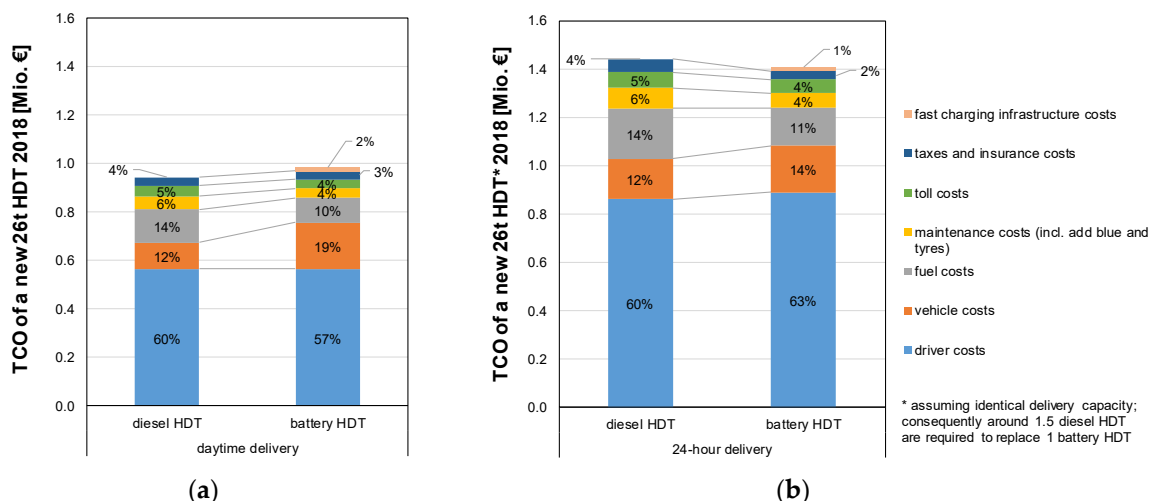 TCO of a new 26t HDT 2018 [Mio. €]
1.6
1.4
1.2
1.0
0.8
0.6
0.4
0.2
0.0
4%
5%
6%
14%
12%
60%
2%
3%
4%
4%
10%
19%
57%
diesel HDT
battery HDT
daytime delivery
(a)
TCO of a new 26t HDT* 2018 [Mio. €]
1.6
1.4
1.2
1.0
0.8
0.6
0.4
0.2
0.0
4%
5%
6%
14%
12%
60%
1%
2%
4%
4%
11%
14%
63%
diesel HDT
battery HDT
24-hour delivery
(b)
fast charging infrastructure costs
taxes and insurance costs
toll costs
maintenance costs (incl. add blue and
tyres)
fuel costs
vehicle costs
driver costs
* assuming identical delivery capacity;
consequently around 1.5 diesel HDT
are required to replace 1 battery HDT